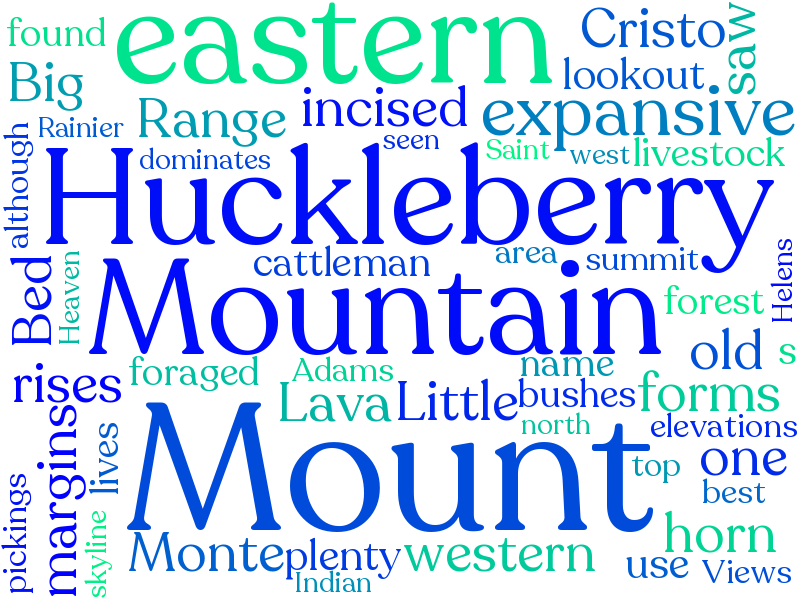 found
eastern
Cristo
saw
Big
lookout
Range
incised
expansive
Rainier
seen
Saint
although
dominates
west
livestock
Huckleberry
Bed
Heaven
cattleman
area
summit
Helens
Mountain
forest
rises
foraged
Adams
name
old
s
Lava
Little
bushes
forms
margins
lives
Mount
north
elevations
top
one
pickings
best
skyline
Monte
plenty
western
horn
Indian
use
Views